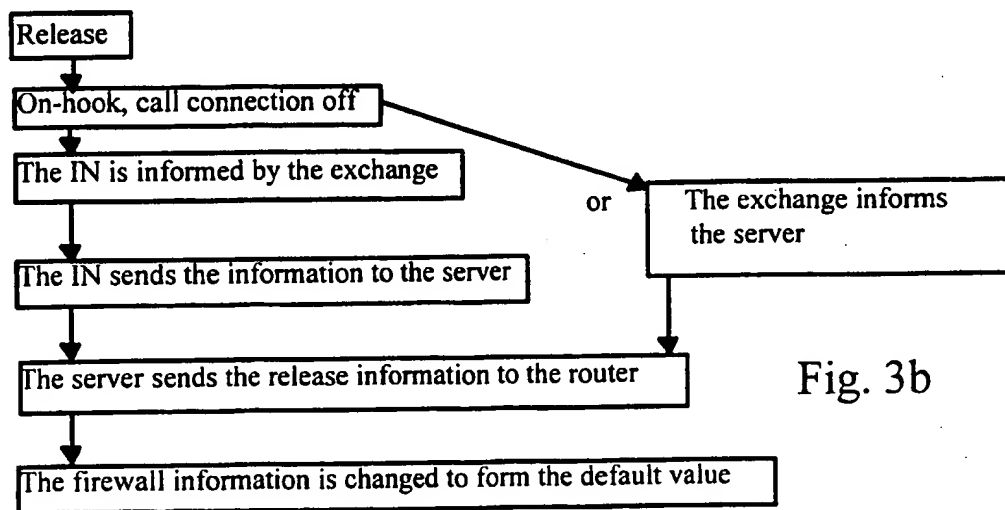 Release
On-hook, call connection off
The IN is informed by the exchange
or
The exchange informs
the server
The IN sends the information to the server
The server sends the release information to the router
Fig. 3b
The firewall information is changed to form the default value